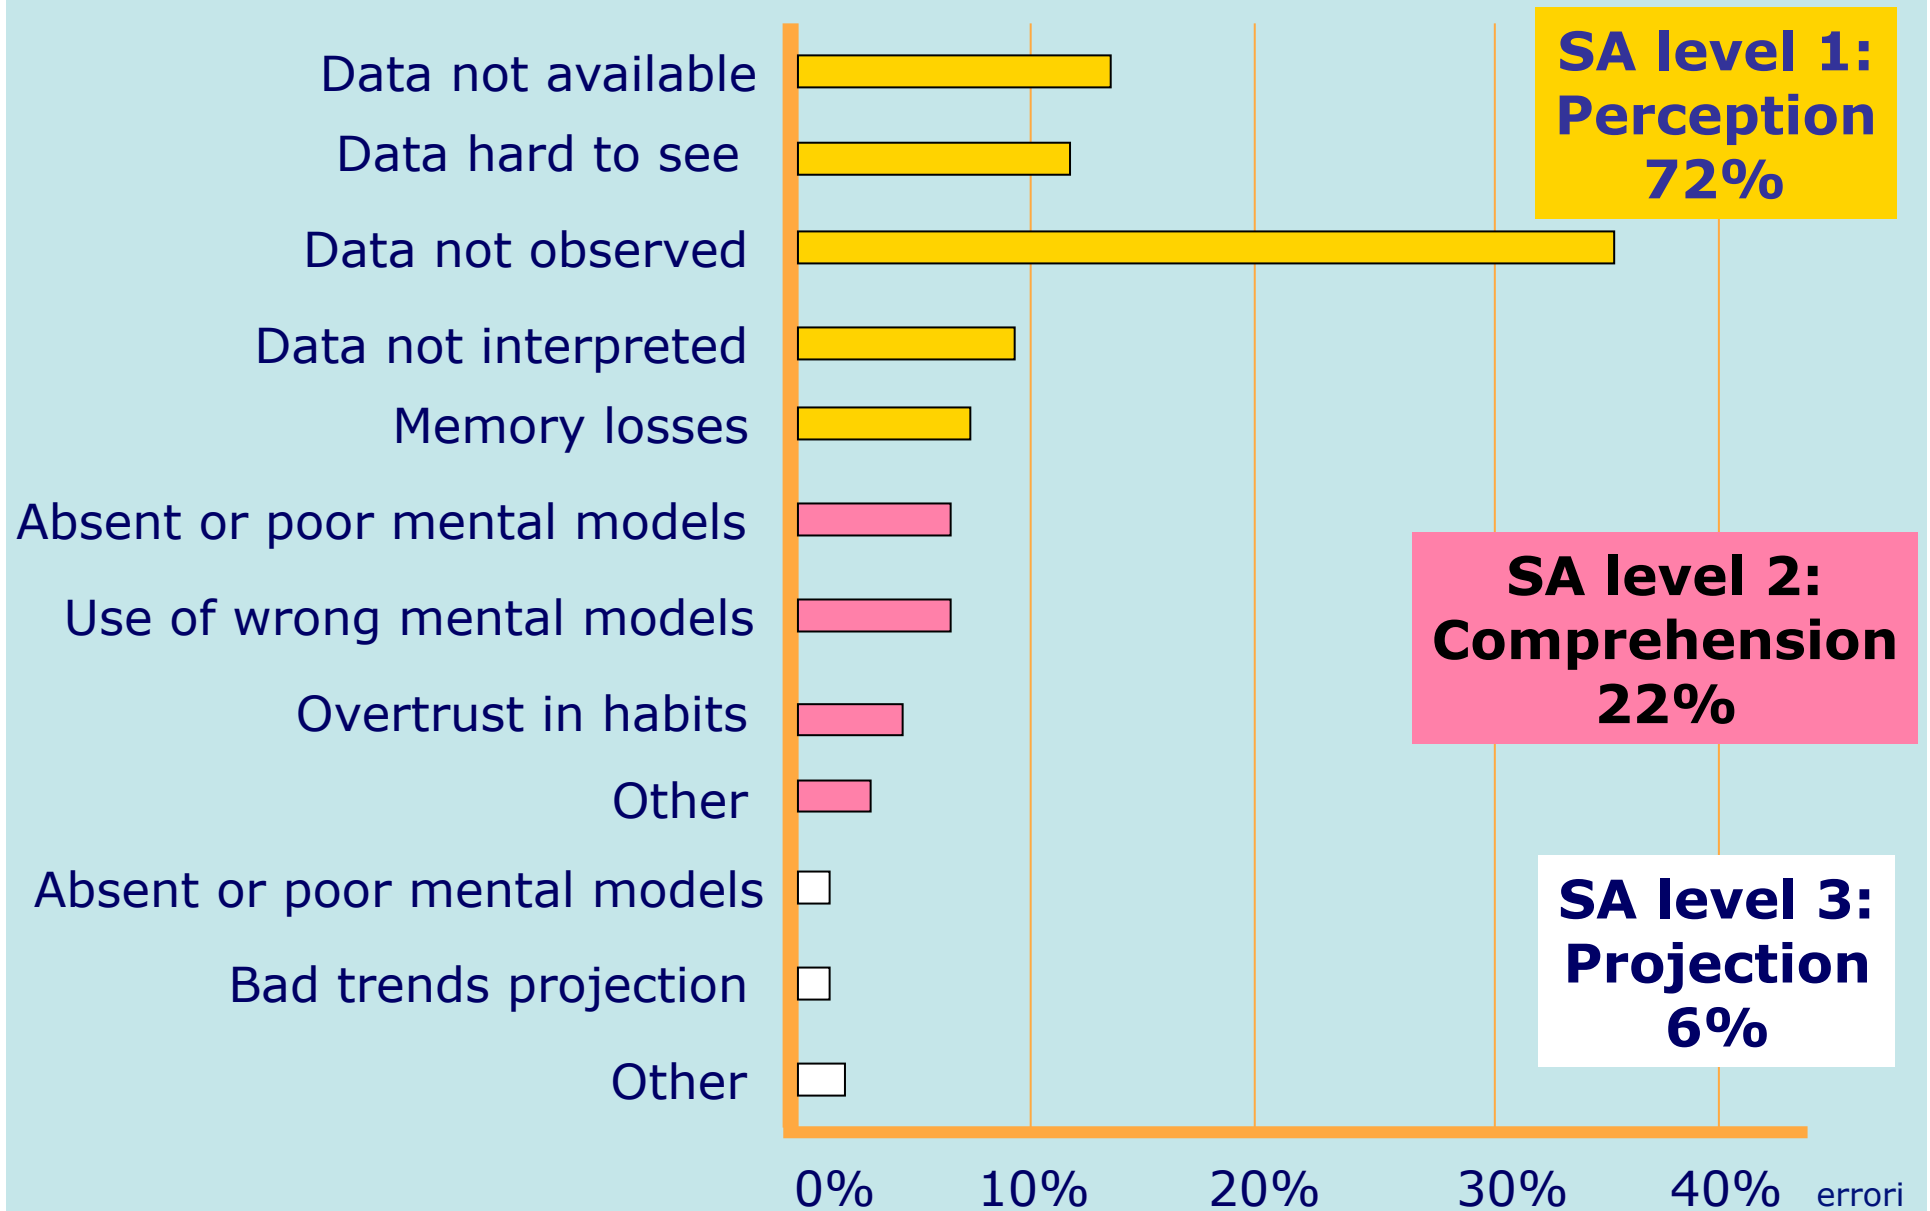 Data not available
Data hard to see
Data not observed
Data not interpreted
Memory losses
Absent or poor mental models
Use of wrong mental models
Overtrust in habits
Other
Absent or poor mental models
Bad trends projection
Other
SA level 1:
Perception
72%
SA level 2:
Comprehension
22%
SA level 3:
Projection
6%
0% 10% 20% 30% 40% errori